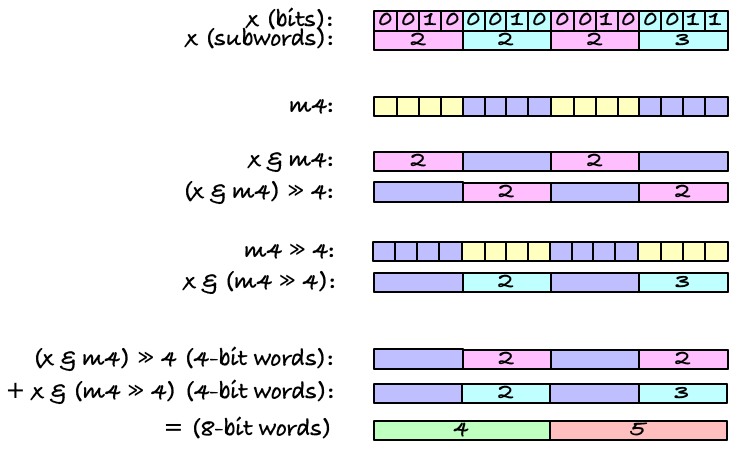 x (bits): 0 0 1 0 0 0 1 0 0 0 1 0 0 0 1 1
x (subwords): 2 2 2 3
m4:
x & m4: 2 2
(x & m4) >> 4: 2 2
m4 >> 4:
x & (m4 >> 4): 2 3
(x & m4) >> 4 (4-bit words): 2 2
+ x & (m4 >> 4) (4-bit words): 2 3
= (8-bit words) 4 5